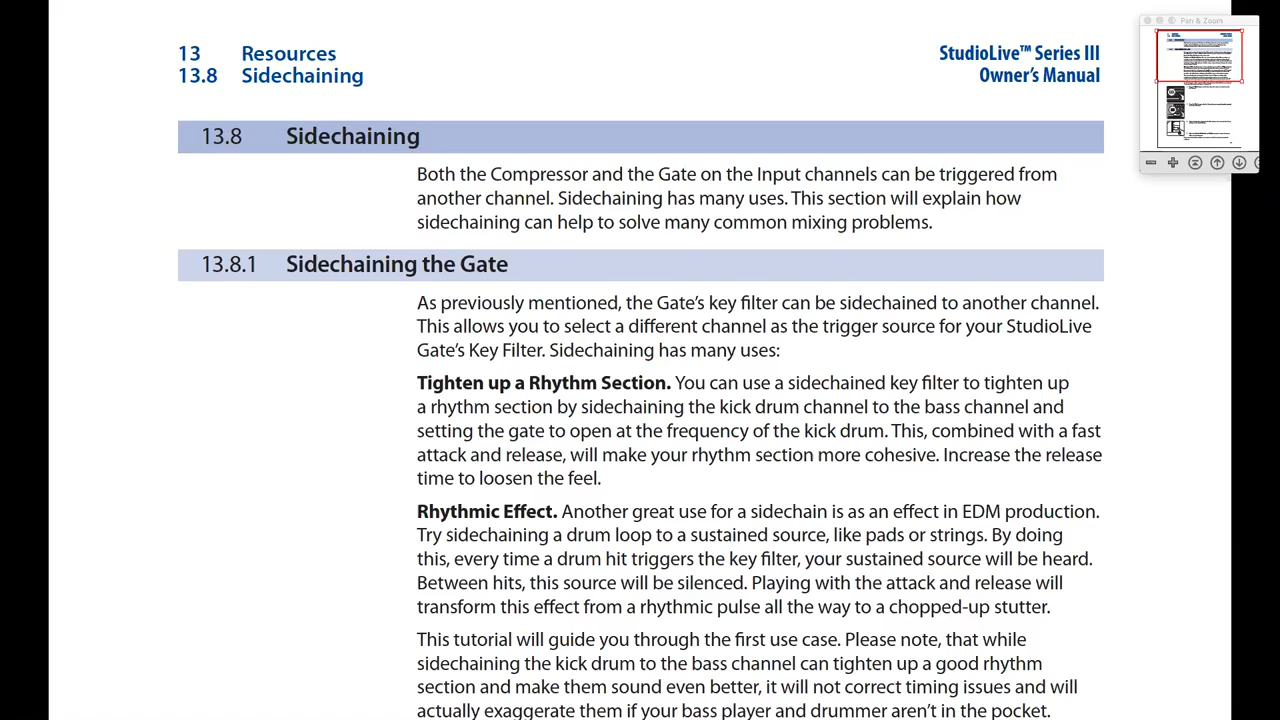 13 Resources
13.8 Sidechaining
StudioLive™ Series III
Owner's Manual
Pan & Zoom
13.8 Sidechaining
Both the Compressor and the Gate on the Input channels can be triggered from
another channel. Sidechaining has many uses. This section will explain how
sidechaining can help to solve many common mixing problems.
13.8.1 Sidechaining the Gate
As previously mentioned, the Gate's key filter can be sidechained to another channel.
This allows you to select a different channel as the trigger source for your StudioLive
Gate's Key Filter. Sidechaining has many uses:
Tighten up a Rhythm Section. You can use a sidechained key filter to tighten up
a rhythm section by sidechaining the kick drum channel to the bass channel and
setting the gate to open at the frequency of the kick drum. This, combined with a fast
attack and release, will make your rhythm section more cohesive. Increase the release
time to loosen the feel.
Rhythmic Effect. Another great use for a sidechain is as an effect in EDM production.
Try sidechaining a drum loop to a sustained source, like pads or strings. By doing
this, every time a drum hit triggers the key filter, your sustained source will be heard.
Between hits, this source will be silenced. Playing with the attack and release will
transform this effect from a rhythmic pulse all the way to a chopped-up stutter.
This tutorial will guide you through the first use case. Please note, that while
sidechaining the kick drum to the bass channel can tighten up a good rhythm
section and make them sound even better, it will not correct timing issues and will
actually exaggerate them if your bass player and drummer aren't in the pocket.